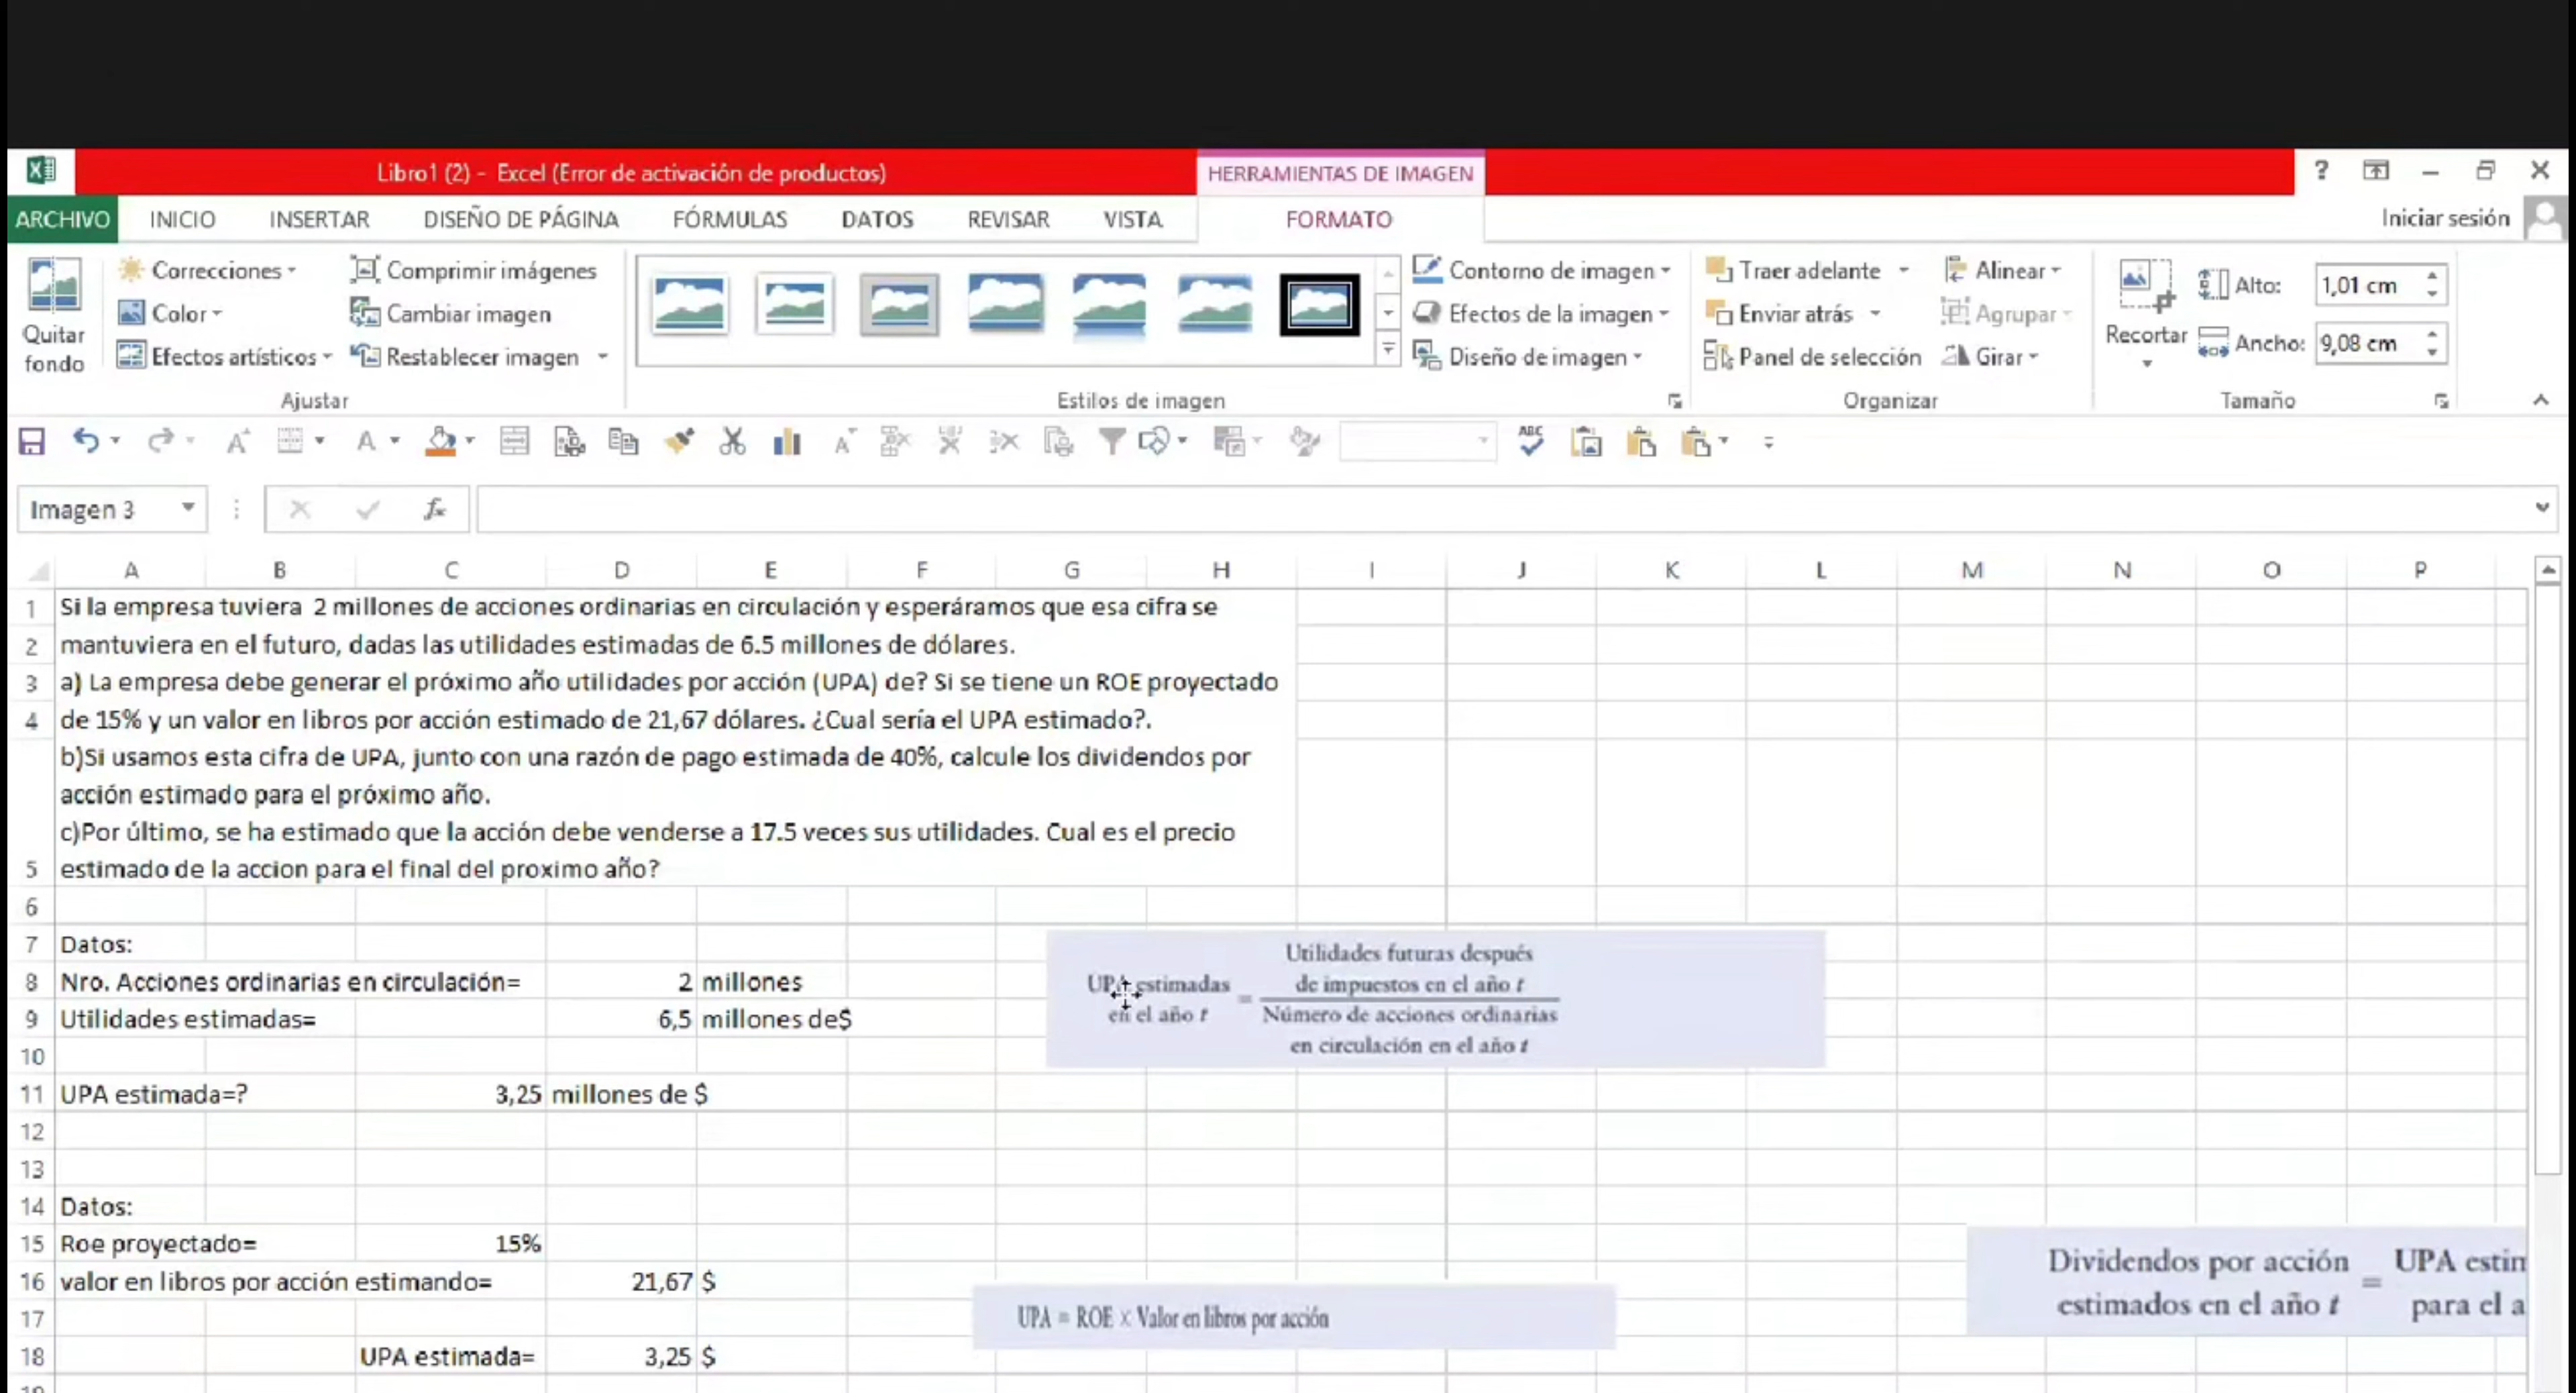 Libro1 (2) - Excel (Error de activación de productos)
HERRAMIENTAS DE IMAGEN
?
ARCHIVO INICIO INSERTAR DISEÑO DE PÁGINA FÓRMULAS DATOS REVISAR VISTA FORMATO Iniciar sesión
Quitar fondo
Correcciones
Color
Efectos artísticos
Comprimir imágenes
Cambiar imagen
Restablecer imagen
Ajustar
Estilos de imagen
Contorno de imagen
Efectos de la imagen
Diseño de imagen
Traer adelante
Enviar atrás
Panel de selección
Alinear
Agrupar
Girar
Organizar
Recortar
Alto: 1,01 cm
Ancho: 9,08 cm
Tamaño
ABC
Imagen 3
fx
A B C D E F G H I J K L M N O P
1 Si la empresa tuviera 2 millones de acciones ordinarias en circulación y esperáramos que esa cifra se
2 mantuviera en el futuro, dadas las utilidades estimadas de 6.5 millones de dólares.
3 a) La empresa debe generar el próximo año utilidades por acción (UPA) de? Si se tiene un ROE proyectado
4 de 15% y un valor en libros por acción estimado de 21,67 dólares. ¿Cual sería el UPA estimado?.
b)Si usamos esta cifra de UPA, junto con una razón de pago estimada de 40%, calcule los dividendos por
acción estimado para el próximo año.
c)Por último, se ha estimado que la acción debe venderse a 17.5 veces sus utilidades. Cual es el precio
5 estimado de la accion para el final del proximo año?
6
7 Datos:
8 Nro. Acciones ordinarias en circulación= 2 millones
9 Utilidades estimadas= 6,5 millones de$
10
11 UPA estimada=? 3,25 millones de $
12
13
14 Datos:
15 Roe proyectado= 15%
16 valor en libros por acción estimando= 21,67 $
17
18 UPA estimada= 3,25 $
19
UPA estimadas
en el año t
=
Utilidades futuras después
de impuestos en el año t
Número de acciones ordinarias
en circulación en el año t
UPA = ROE × Valor en libros por acción
Dividendos por acción
estimados en el año t
=
UPA estim
para el a